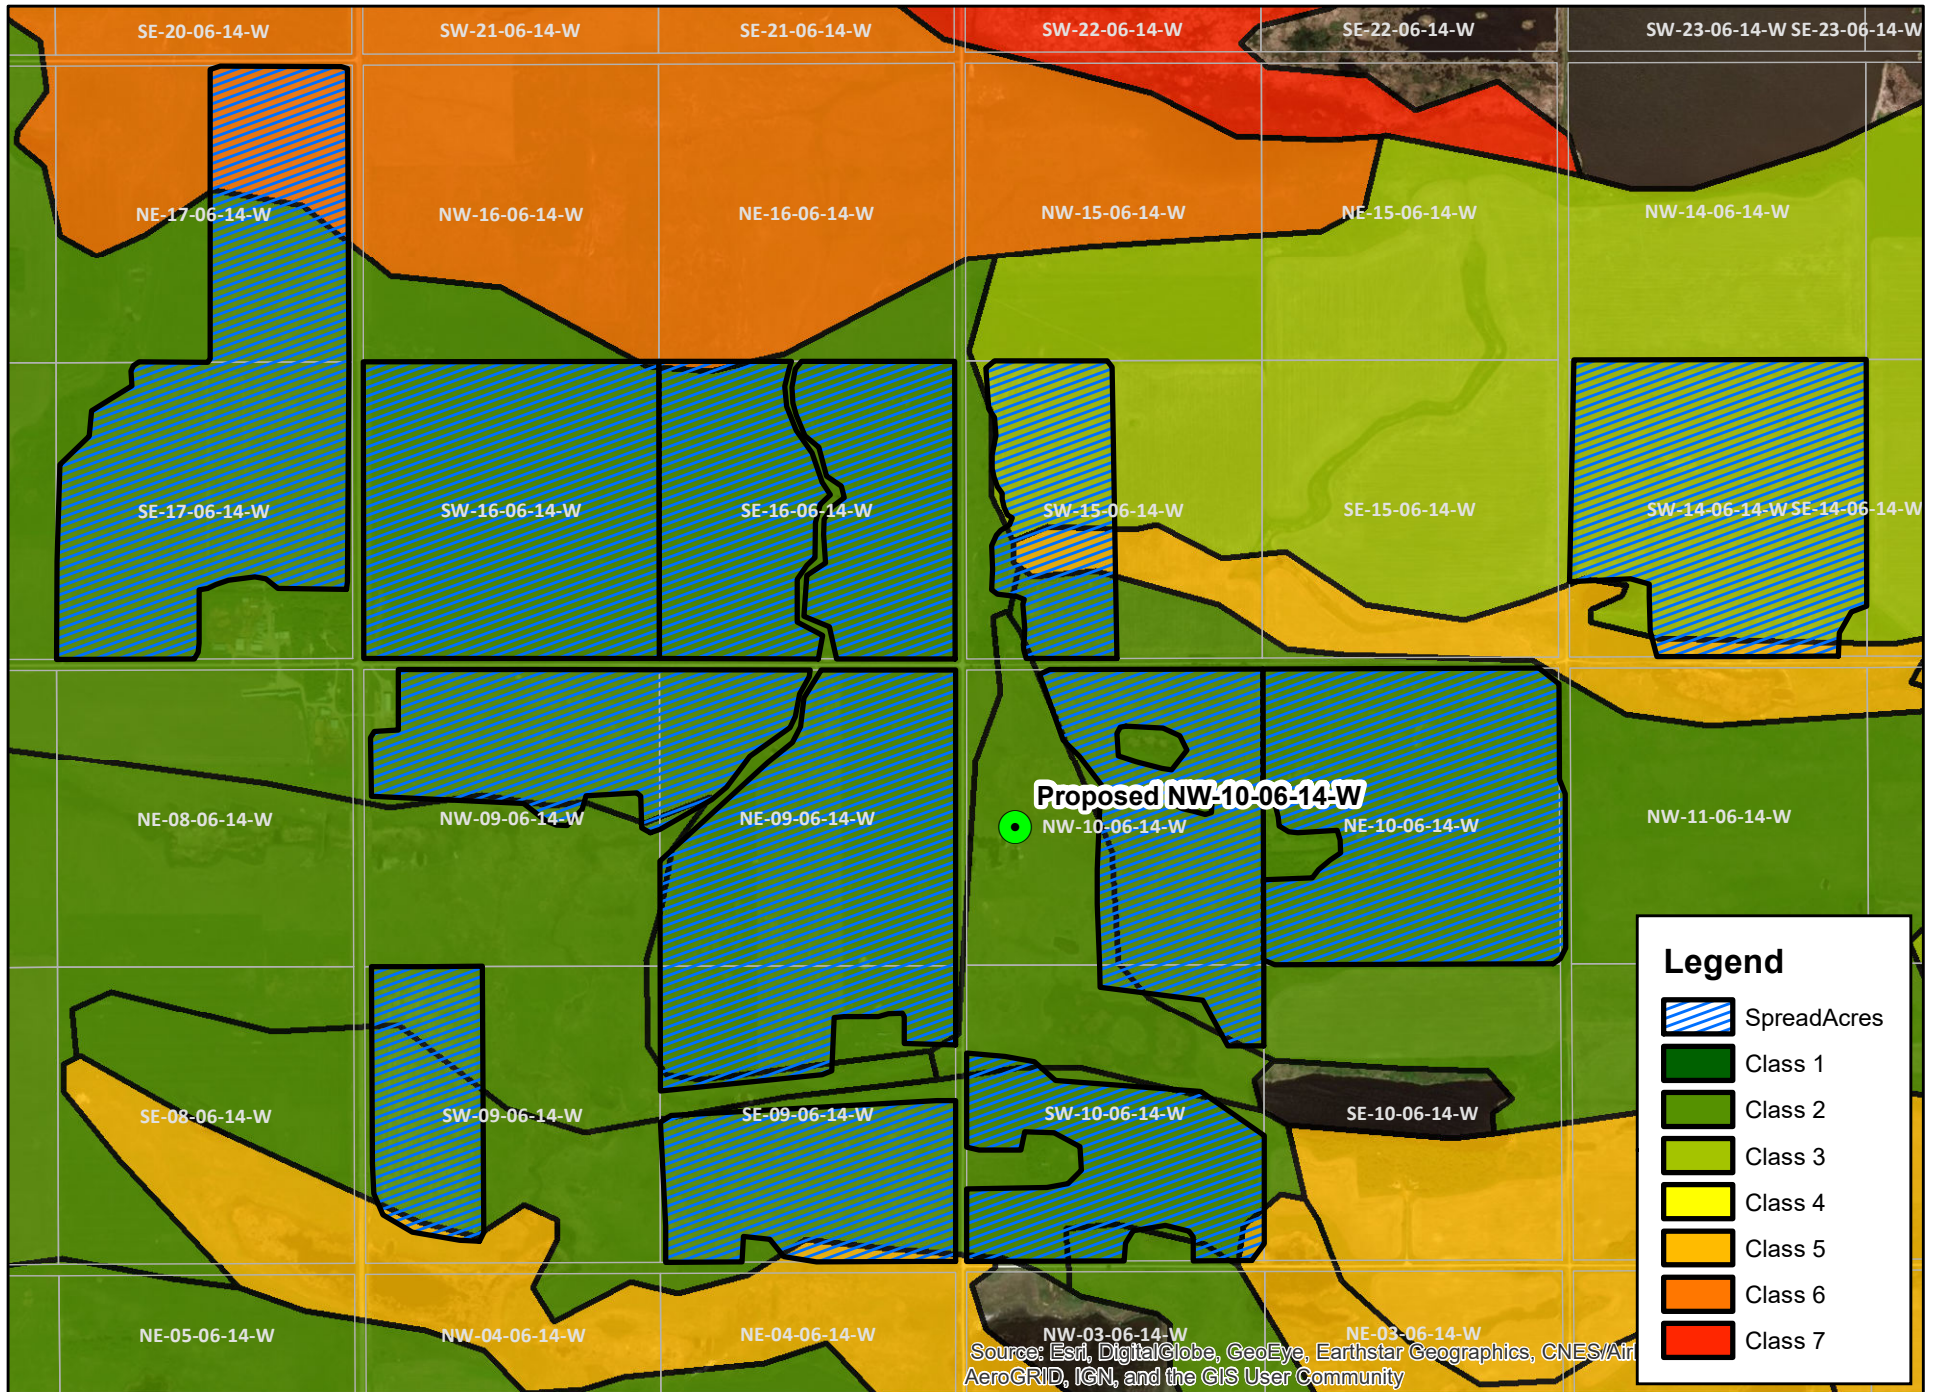 SE-20-06-14-W SW-21-06-14-W SE-21-06-14-W SW-22-06-14-W SE-22-06-14-W SW-23-06-14-W SE-23-06-14-W
NE-17-06-14-W NW-16-06-14-W NE-16-06-14-W NW-15-06-14-W NE-15-06-14-W NW-14-06-14-W
SE-17-06-14-W SW-16-06-14-W SE-16-06-14-W SW-15-06-14-W SE-15-06-14-W SW-14-06-14-W SE-14-06-14-W
Proposed NW-10-06-14-W
NE-08-06-14-W NW-09-06-14-W NE-09-06-14-W NW-10-06-14-W NE-10-06-14-W NW-11-06-14-W
SE-08-06-14-W SW-09-06-14-W SE-09-06-14-W SW-10-06-14-W SE-10-06-14-W
NE-05-06-14-W NW-04-06-14-W NE-04-06-14-W NW-03-06-14-W NE-03-06-14-W
Source: Esri, DigitalGlobe, GeoEye, Earthstar Geographics,
AeroGRID, IGN, and the GIS User Community
Legend
SpreadAcres
Class 1
Class 2
Class 3
Class 4
Class 5
Class 6
Class 7